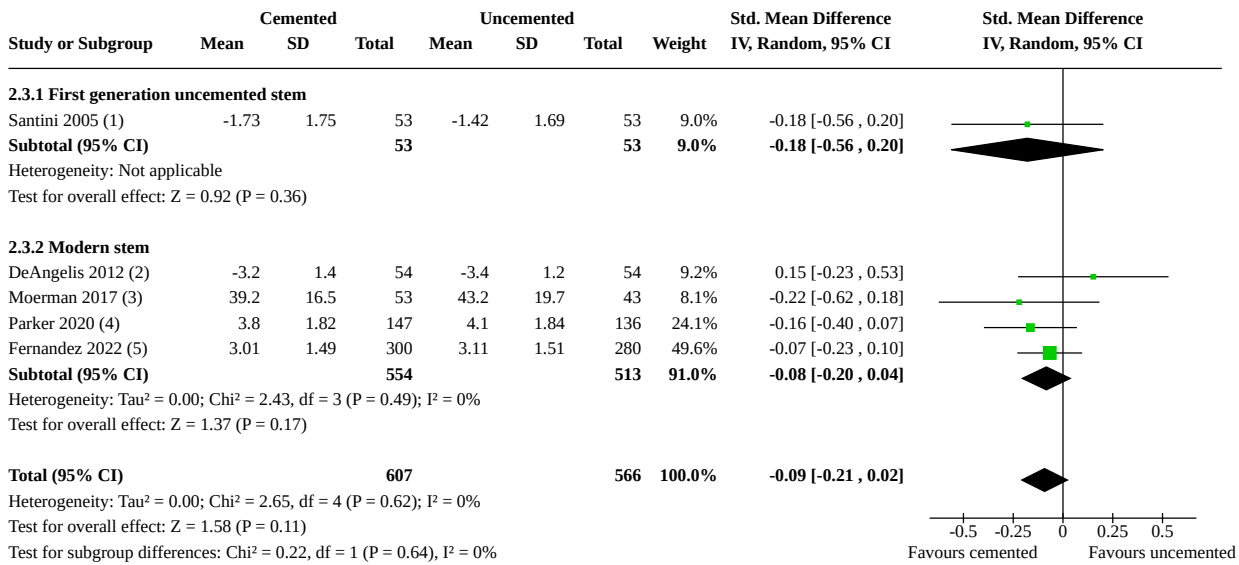 Cemented Uncemented Std. Mean Difference Std. Mean Difference
Study or Subgroup Mean SD Total Mean SD Total Weight IV, Random, 95% CI IV, Random, 95% CI
2.3.1 First generation uncemented stem
Santini 2005 (1) -1.73 1.75 53 -1.42 1.69 53 9.0% -0.18 [-0.56 , 0.20]
Subtotal (95% CI) 53 53 9.0% -0.18 [-0.56 , 0.20]
Heterogeneity: Not applicable
Test for overall effect: Z = 0.92 (P = 0.36)
2.3.2 Modern stem
DeAngelis 2012 (2) -3.2 1.4 54 -3.4 1.2 54 9.2% 0.15 [-0.23 , 0.53]
Moerman 2017 (3) 39.2 16.5 53 43.2 19.7 43 8.1% -0.22 [-0.62 , 0.18]
Parker 2020 (4) 3.8 1.82 147 4.1 1.84 136 24.1% -0.16 [-0.40 , 0.07]
Fernandez 2022 (5) 3.01 1.49 300 3.11 1.51 280 49.6% -0.07 [-0.23 , 0.10]
Subtotal (95% CI) 554 513 91.0% -0.08 [-0.20 , 0.04]
Heterogeneity: Tau² = 0.00; Chi² = 2.43, df = 3 (P = 0.49); I² = 0%
Test for overall effect: Z = 1.37 (P = 0.17)
Total (95% CI) 607 566 100.0% -0.09 [-0.21 , 0.02]
Heterogeneity: Tau² = 0.00; Chi² = 2.65, df = 4 (P = 0.62); I² = 0%
Test for overall effect: Z = 1.58 (P = 0.11)
-0.5 -0.25 0 0.25 0.5
Test for subgroup differences: Chi² = 0.22, df = 1 (P = 0.64), I² = 0%
Favours cemented Favours uncemented